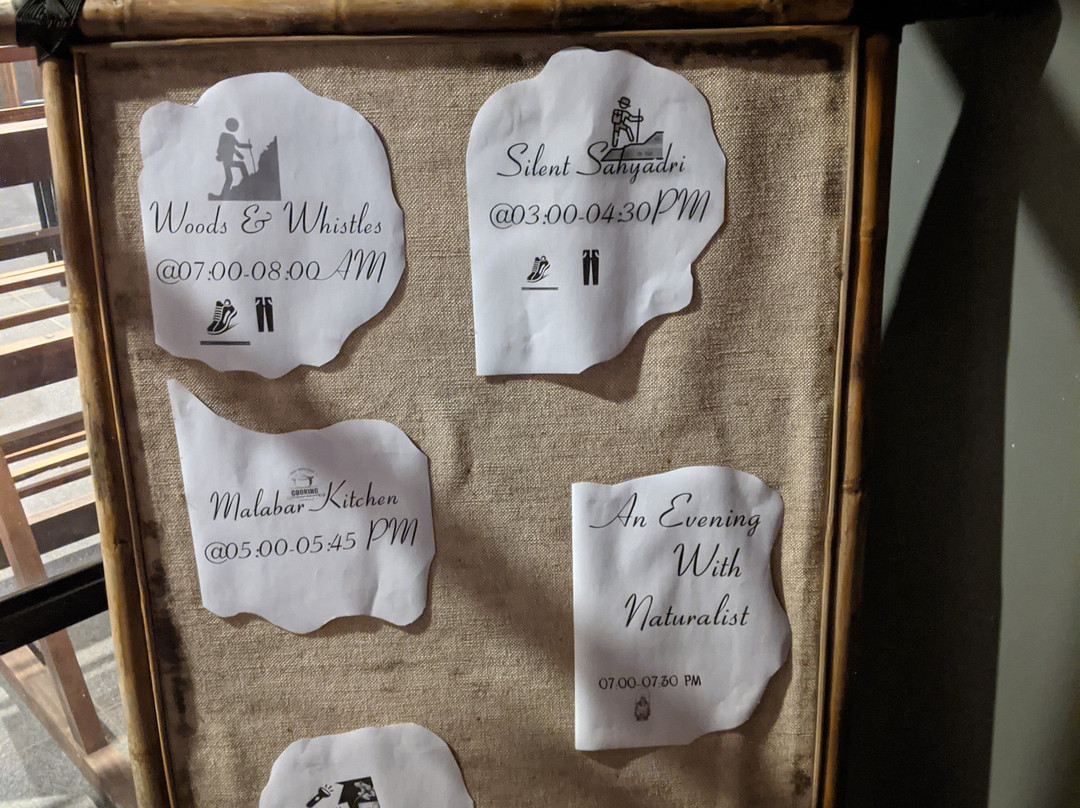 Woods & Whistles
@07:00-08:00 AM
Silent Sahyadri
@03:00-04:30 PM
COOKING
Malabar Kitchen
@05:00-05:45 PM
An Evening
With
Naturalist
07.00-07.30 PM